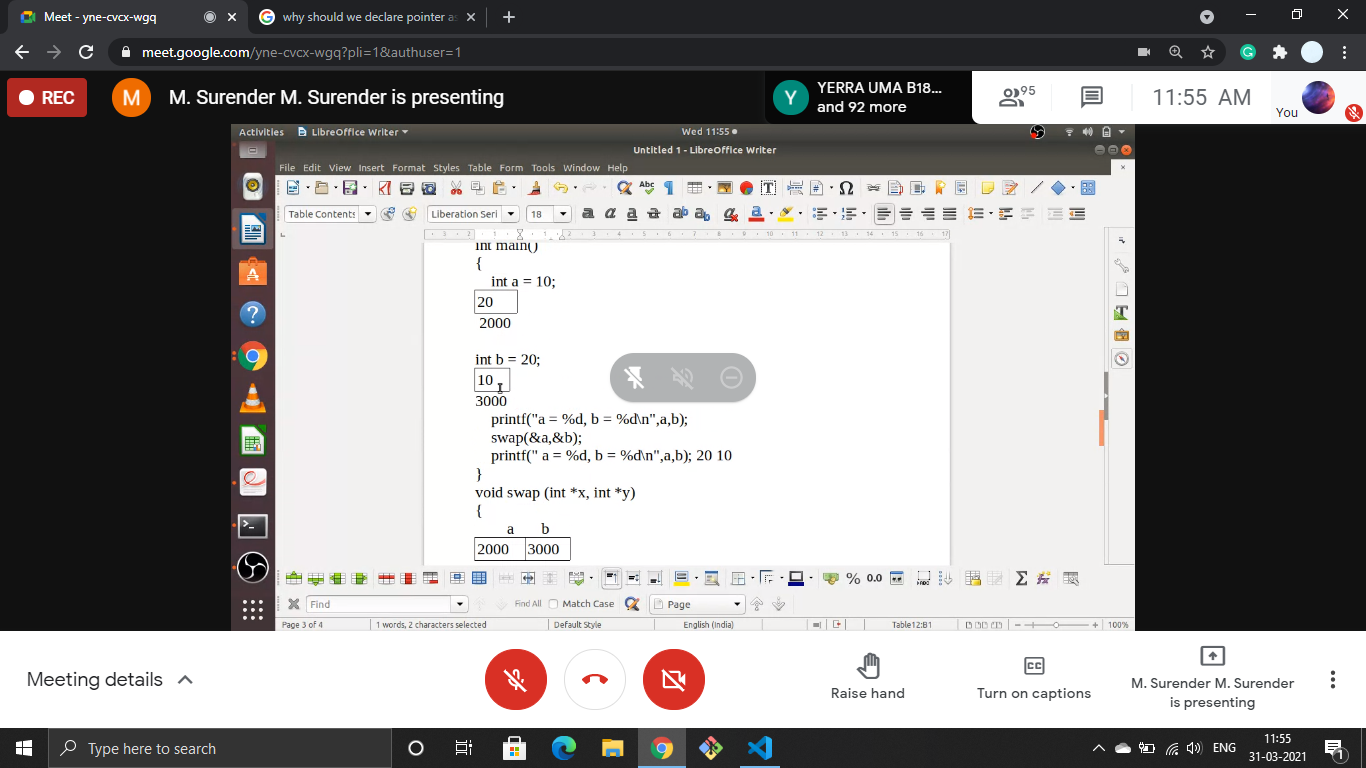 Meet - yne-cvcx-wgq
why should we declare pointer as
meet.google.com/yne-cvcx-wgq?pli=1&authuser=1
REC
M
M. Surender M. Surender is presenting
Y
YERRA UMA B18...
and 92 more
95
11:55 AM
You
Activities
LibreOffice Writer
Wed 11:55
Untitled 1 - LibreOffice Writer
File Edit View Insert Format Styles Table Form Tools Window Help
Table Contents
Liberation Seri
18
int main()
{
int a = 10;
20
2000
int b = 20;
10
3000
printf("a = %d, b = %d\n",a,b);
swap(&a,&b);
printf(" a = %d, b = %d\n",a,b); 20 10
}
void swap (int *x, int *y)
{
a b
2000 3000
Find
Find All
Match Case
Page
Page 3 of 4
1 words, 2 characters selected
Default Style
English (India)
Table12:B1
100%
Meeting details
Raise hand
Turn on captions
M. Surender M. Surender
is presenting
Type here to search
ENG
11:55
31-03-2021
1